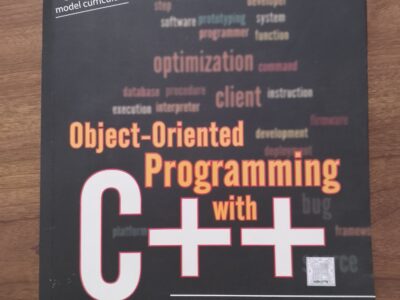 model curricul
step developer
software prototyping system
programmer function
optimization command
database procedure client instruction
execution interpreter
firmware
Object-Oriented development
deployment
Programming
with
bug
C++
platform framew
source